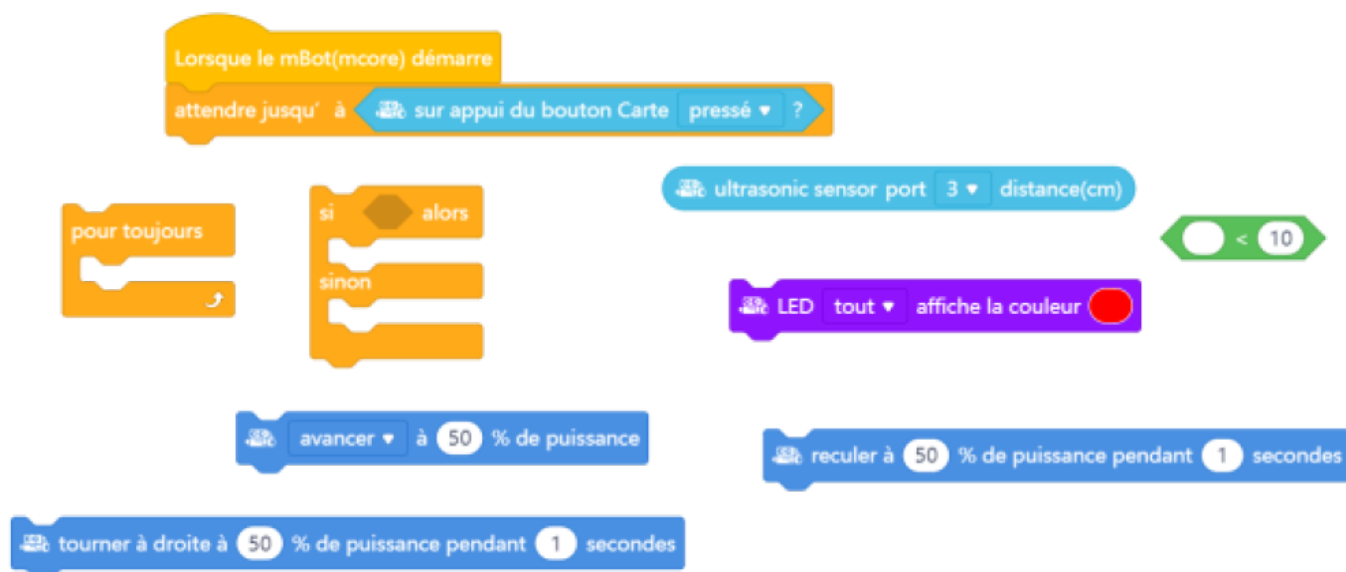 Lorsque le mBot(mcore) démarre
attendre jusqu' à sur appui du bouton Carte pressé ?
ultrasonic sensor port 3 distance(cm)
si alors
pour toujours
< 10
sinon
LED tout affiche la couleur
avancer à 50 % de puissance
reculer à 50 % de puissance pendant 1 secondes
tourner à droite à 50 % de puissance pendant 1 secondes